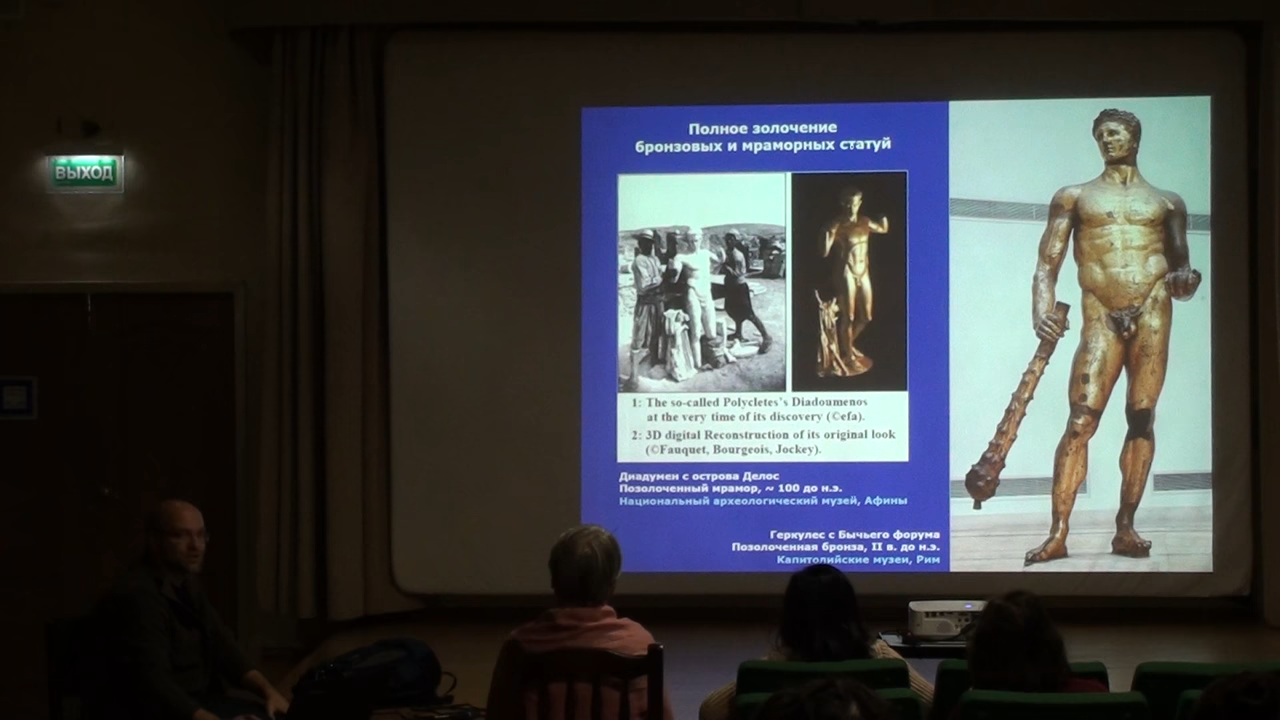 ВЫХОД
Полное золочение
бронзовых и мраморных статуй
1: The so-called Polycletes's Diadoumenos
at the very time of its discovery (©efa).
2: 3D digital Reconstruction of its original look
(©Fauquet, Bourgeois, Jockey).
Диадумен с острова Делос
Позолоченный мрамор, ~ 100 до н.э.
Национальный археологический музей, Афины
Геркулес с Бычьего форума
Позолоченная бронза, II в. до н.э.
Капитолийские музеи, Рим